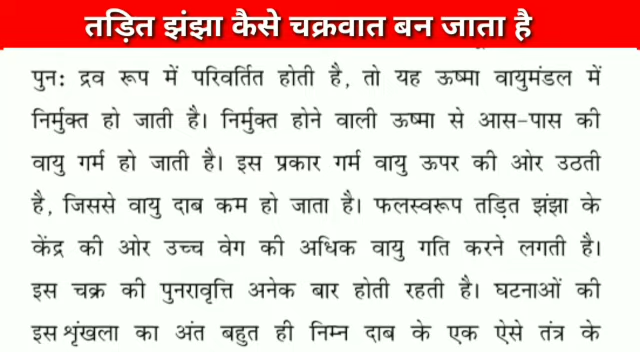 तड़ित झंझा कैसे चक्रवात बन जाता है
पुन: द्रव रूप में परिवर्तित होती है, तो यह ऊष्मा वायुमंडल में
निर्मुक्त हो जाती है। निर्मुक्त होने वाली ऊष्मा से आस-पास की
वायु गर्म हो जाती है। इस प्रकार गर्म वायु ऊपर की ओर उठती
है, जिससे वायु दाब कम हो जाता है। फलस्वरूप तड़ित झंझा के
केंद्र की ओर उच्च वेग की अधिक वायु गति करने लगती है।
इस चक्र की पुनरावृत्ति अनेक बार होती रहती है। घटनाओं की
इस शृंखला का अंत बहुत ही निम्न दाब के एक ऐसे तंत्र के